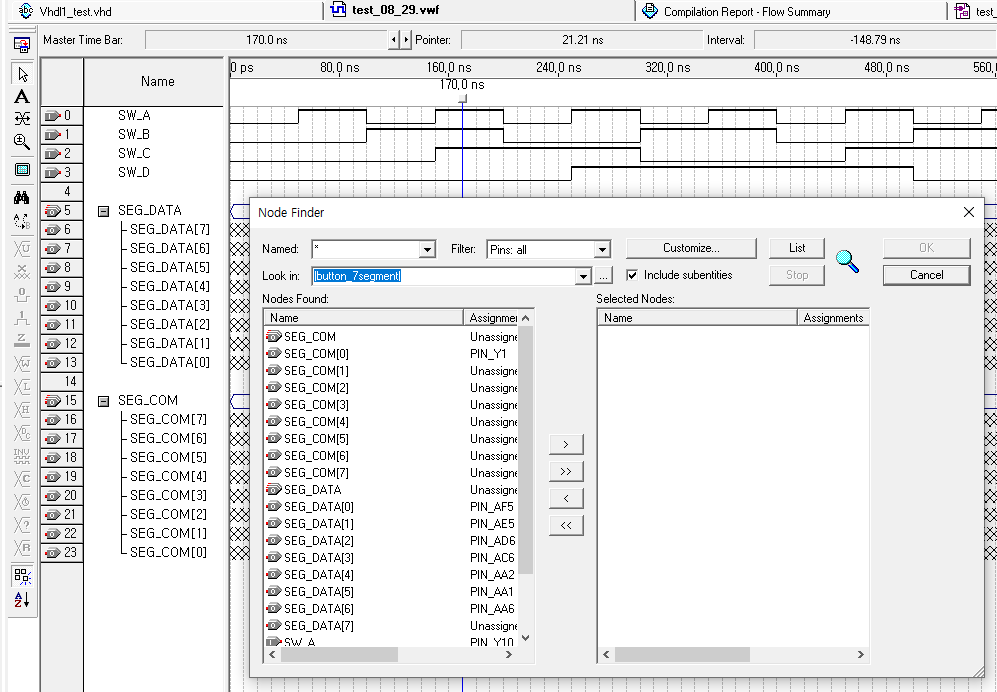 Vhdl1_test.vhd test_08_29.vwf Compilation Report - Flow Summary test_
Master Time Bar: 170.0 ns Pointer: 21.21 ns Interval: -148.79 ns
Name 0 ps 80.0 ns 160.0 ns 240.0 ns 320.0 ns 400.0 ns 480.0 ns 560.
170.0 ns
0 SW_A
1 SW_B
2 SW_C
3 SW_D
4
5 SEG_DATA
6 SEG_DATA[7]
7 SEG_DATA[6]
8 SEG_DATA[5]
9 SEG_DATA[4]
10 SEG_DATA[3]
11 SEG_DATA[2]
12 SEG_DATA[1]
13 SEG_DATA[0]
14
15 SEG_COM
16 SEG_COM[7]
17 SEG_COM[6]
18 SEG_COM[5]
19 SEG_COM[4]
20 SEG_COM[3]
21 SEG_COM[2]
22 SEG_COM[1]
23 SEG_COM[0]
Node Finder
Named: * Filter: Pins: all Customize... List OK
Look in: |button_7segment| ... Include subentities Stop Cancel
Nodes Found: Selected Nodes:
Name Assignmen Name Assignments
SEG_COM Unassigne
SEG_COM[0] PIN_Y1
SEG_COM[1] Unassigne
SEG_COM[2] Unassigne
SEG_COM[3] Unassigne
SEG_COM[4] Unassigne
SEG_COM[5] Unassigne
SEG_COM[6] Unassigne
SEG_COM[7] Unassigne
SEG_DATA Unassigne
SEG_DATA[0] PIN_AF5
SEG_DATA[1] PIN_AE5
SEG_DATA[2] PIN_AD6
SEG_DATA[3] PIN_AC6
SEG_DATA[4] PIN_AA2
SEG_DATA[5] PIN_AA1
SEG_DATA[6] PIN_AA6
SEG_DATA[7] Unassigne
SW_A PIN_Y10
>
>>
<
<<